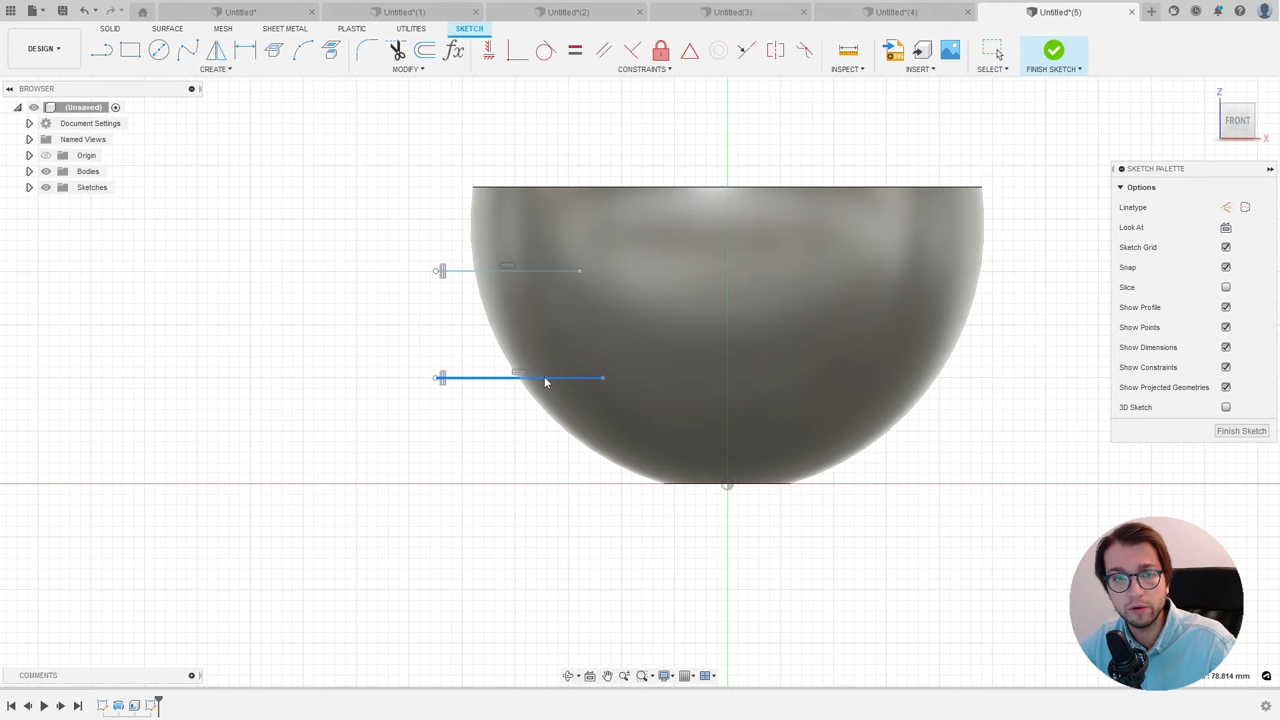 Untitled*
Untitled*(1)
Untitled*(2)
Untitled(3)
Untitled*(4)
Untitled*(5)
DESIGN
SOLID
SURFACE
MESH
SHEET METAL
PLASTIC
UTILITIES
SKETCH
CREATE
MODIFY
CONSTRAINTS
INSPECT
INSERT
SELECT
FINISH SKETCH
BROWSER
(Unsaved)
Document Settings
Named Views
Origin
Bodies
Sketches
Z
FRONT
X
SKETCH PALETTE
Options
Linetype
Look At
Sketch Grid
Snap
Slice
Show Profile
Show Points
Show Dimensions
Show Constraints
Show Projected Geometries
3D Sketch
Finish Sketch
COMMENTS
: 78.814 mm